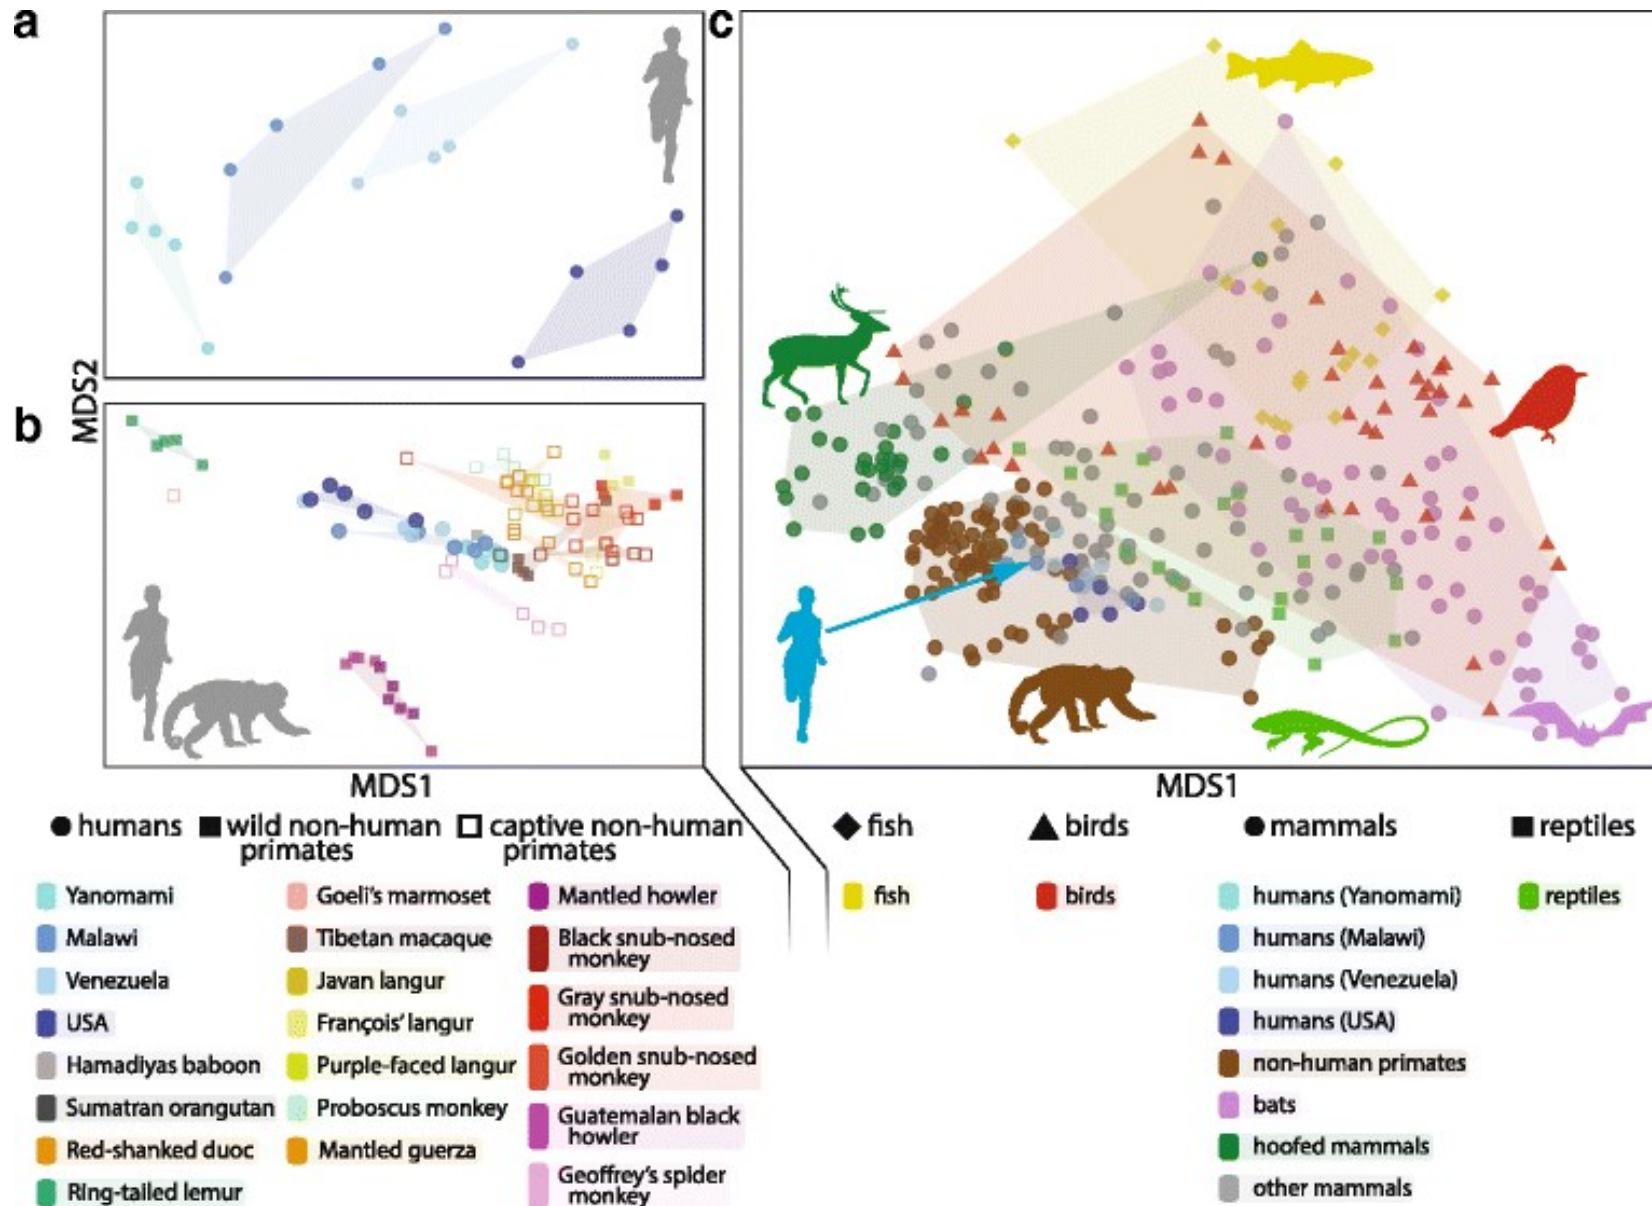 a
c
MDS2
b
MDS1
MDS1
humans
wild non-human
primates
captive non-human
primates
fish
birds
mammals
reptiles
Yanomami
Malawi
Venezuela
USA
Hamadiyas baboon
Sumatran orangutan
Red-shanked duoc
Ring-tailed lemur
Goeli's marmoset
Tibetan macaque
Javan langur
François' langur
Purple-faced langur
Proboscus monkey
Mantled guerza
Mantled howler
Black snub-nosed
monkey
Gray snub-nosed
monkey
Golden snub-nosed
monkey
Guatemalan black
howler
Geoffrey's spider
monkey
fish
birds
humans (Yanomami)
humans (Malawi)
humans (Venezuela)
humans (USA)
non-human primates
bats
hoofed mammals
other mammals
reptiles